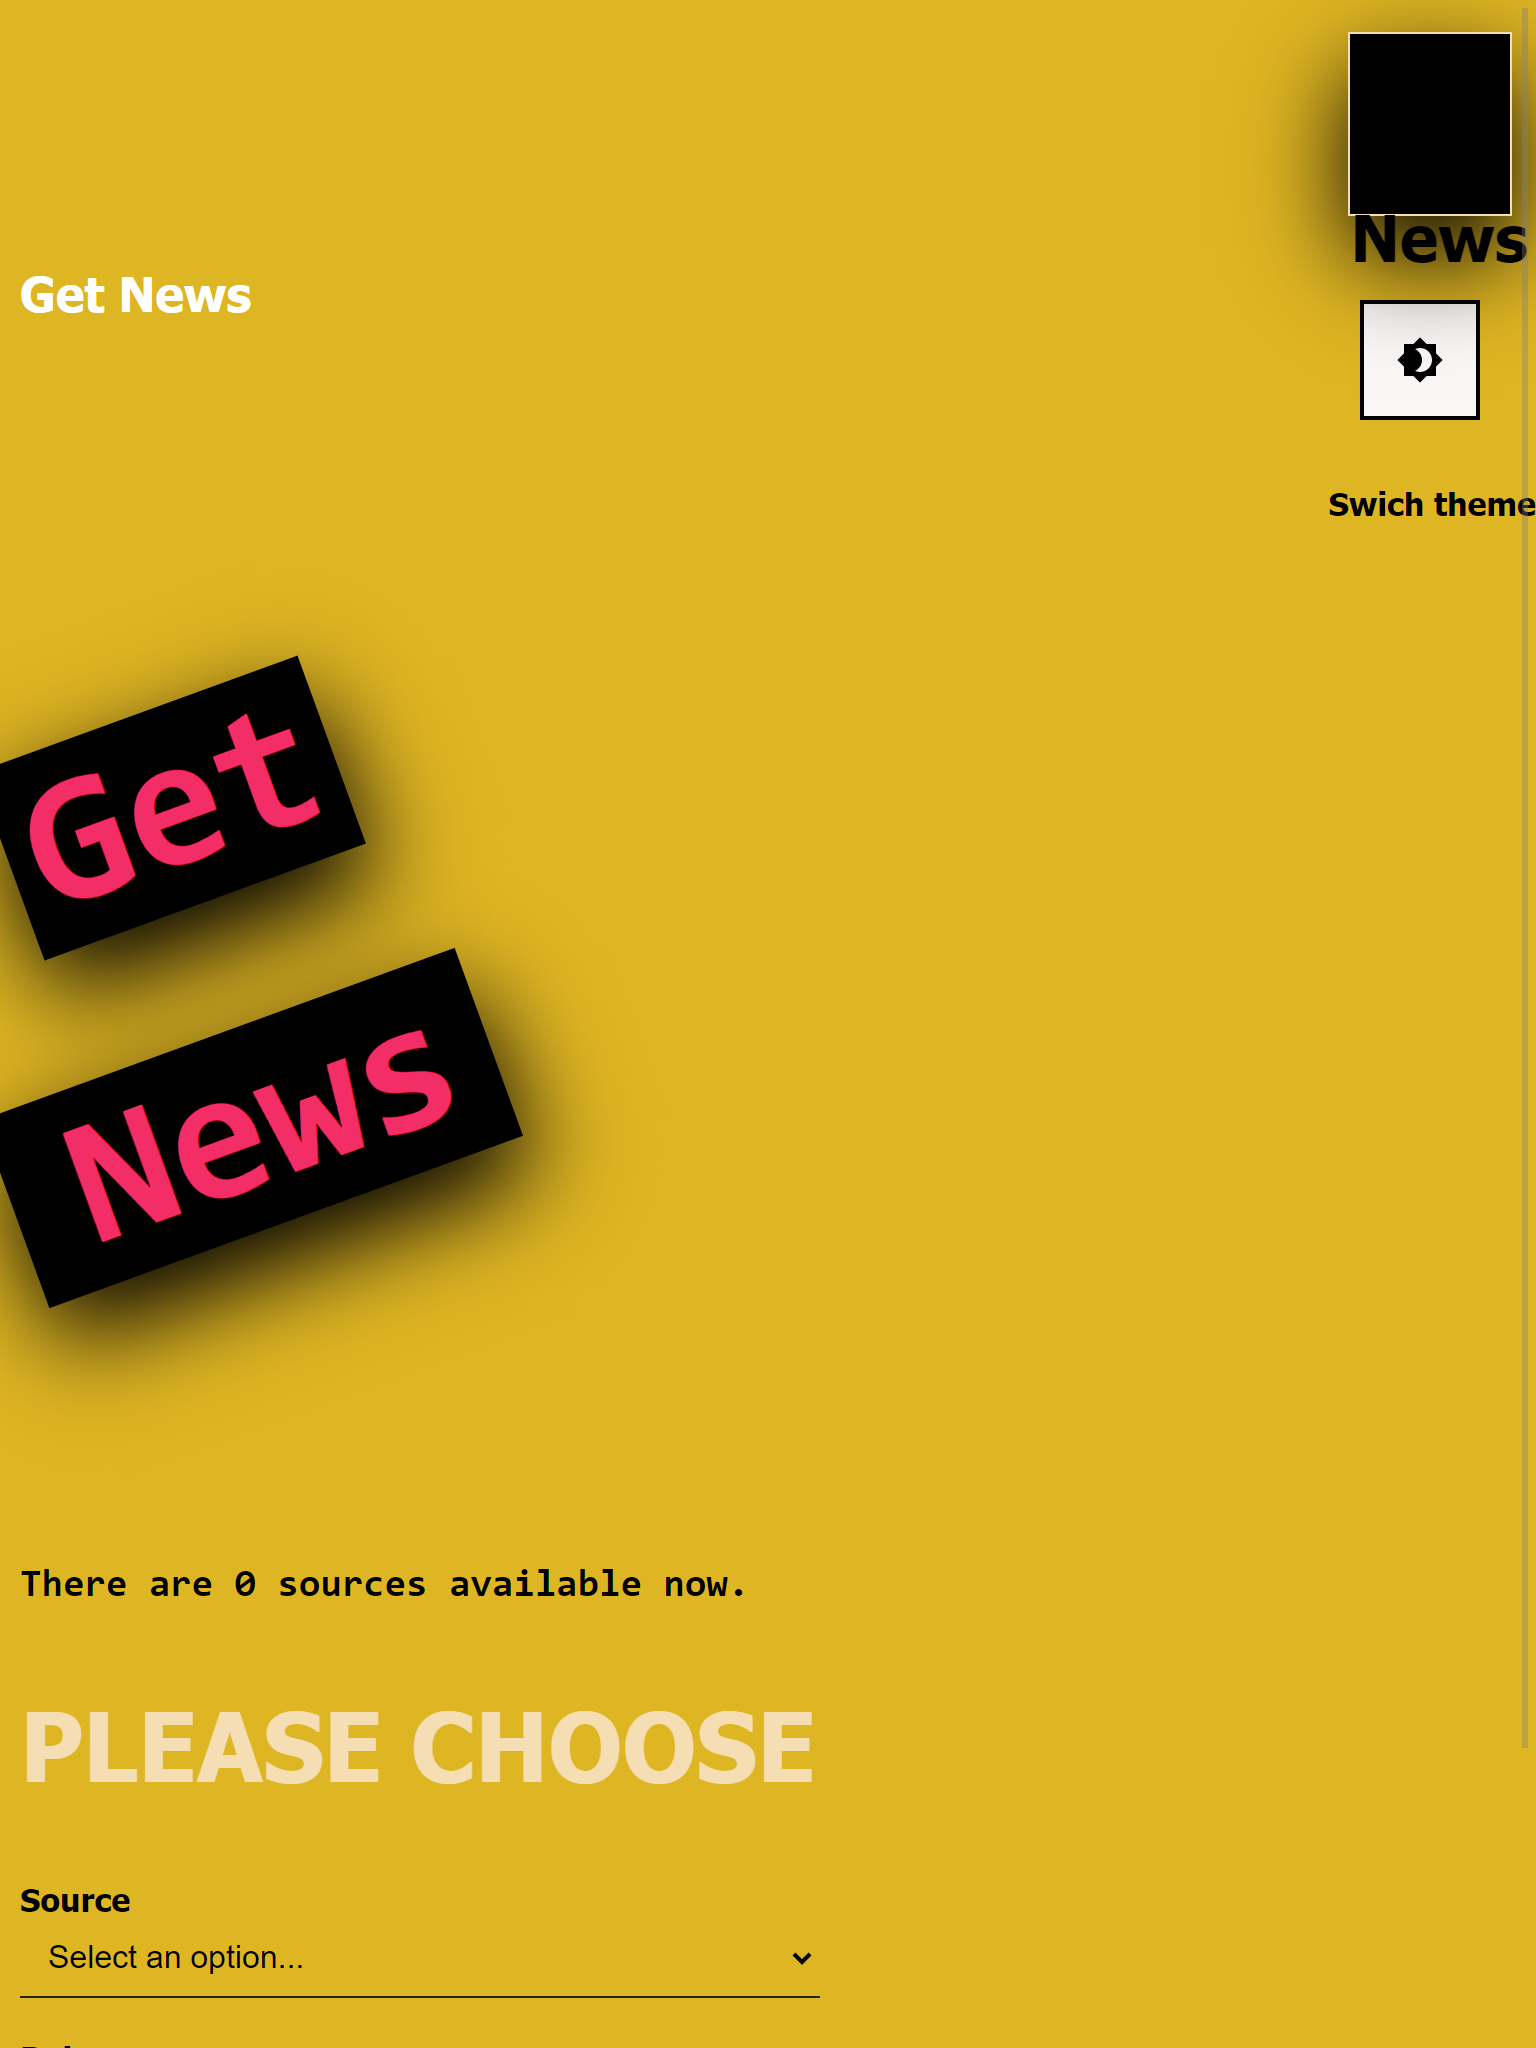 News
Get News
Swich theme
Get
News
There are 0 sources available now.
PLEASE CHOOSE
Source
Select an option...